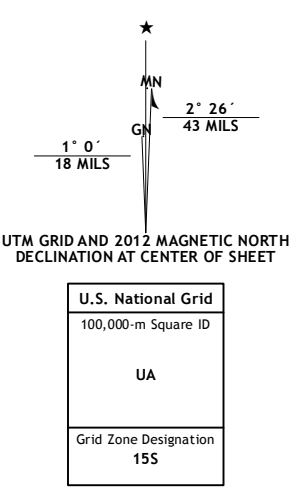 ★
MN
GN
2° 26´
43 MILS
1° 0´
18 MILS
UTM GRID AND 2012 MAGNETIC NORTH
DECLINATION AT CENTER OF SHEET
U.S. National Grid
100,000-m Square ID
UA
Grid Zone Designation
15S